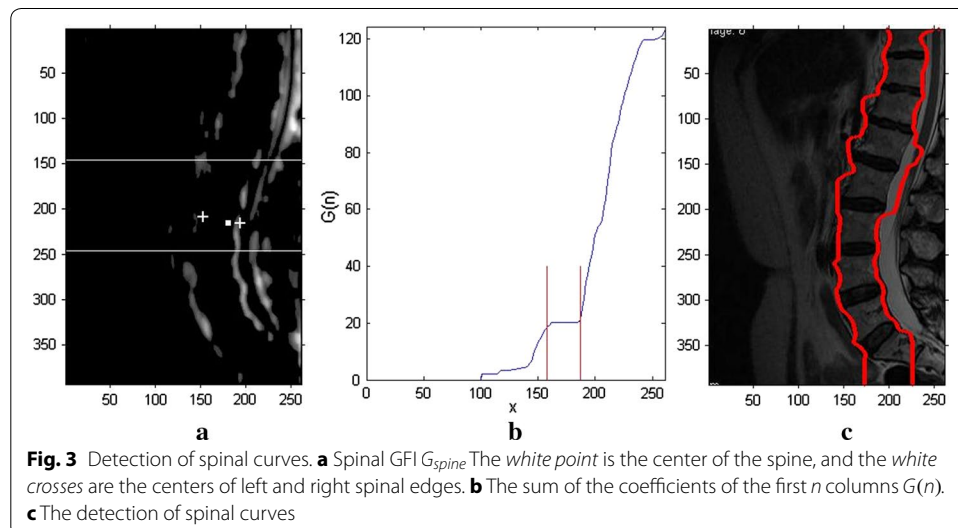 50
100
150
200
250
300
350
50 100 150 200 250
a
120
100
80
60
40
20
0
G(n)
0 50 100 150 200 250
x
b
50
100
150
200
250
300
350
50 100 150 200 250
c
Fig. 3 Detection of spinal curves. a Spinal GFI G_spine The white point is the center of the spine, and the white
crosses are the centers of left and right spinal edges. b The sum of the coefficients of the first n columns G(n).
c The detection of spinal curves